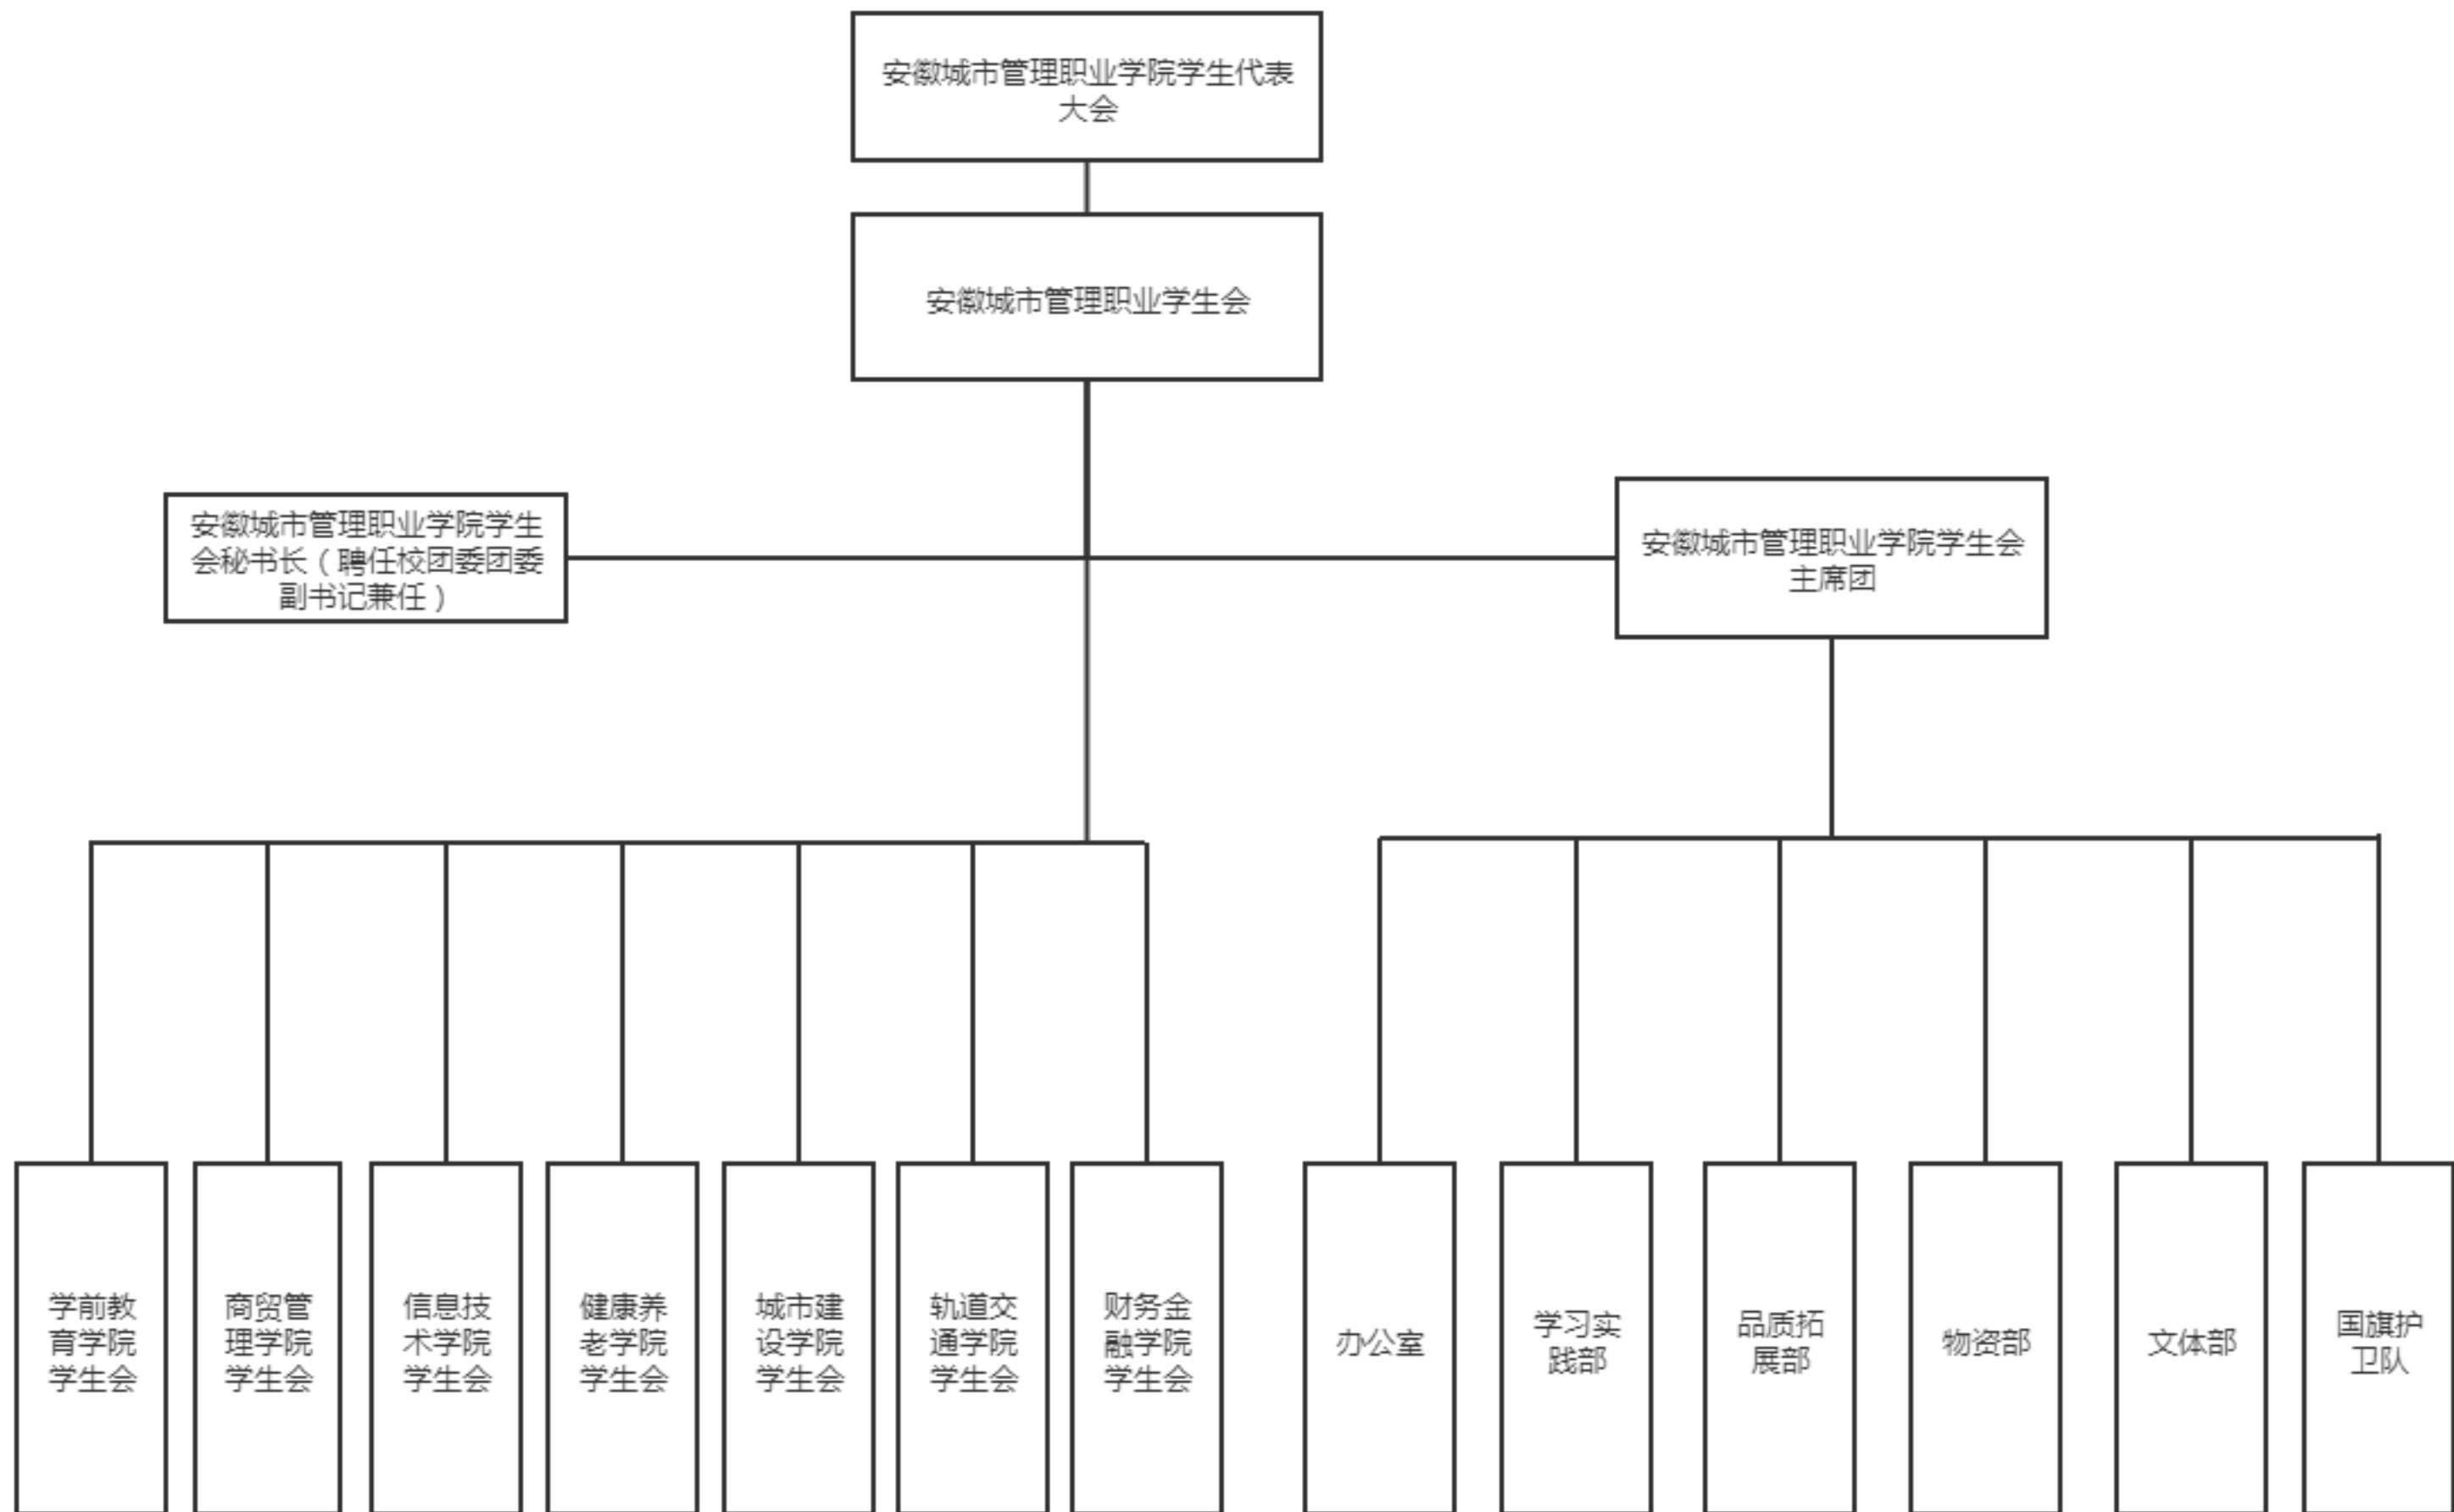 安徽城市管理职业学院学生代表
大会
安徽城市管理职业学生会
安徽城市管理职业学院学生
会秘书长（聘任校团委团委
副书记兼任）
安徽城市管理职业学院学生会
主席团
学前教
育学院
学生会
商贸管
理学院
学生会
信息技
术学院
学生会
健康养
老学院
学生会
城市建
设学院
学生会
轨道交
通学院
学生会
财务金
融学院
学生会
办公室
学习实
践部
品质拓
展部
物资部
文体部
国旗护
卫队